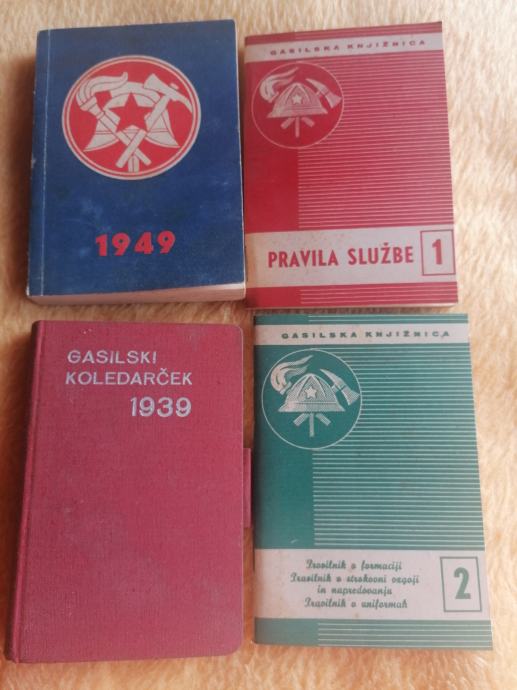 1949
GASILSKA KNJIŽNICA
PRAVILA SLUŽBE 1
GASILSKI
KOLEDARČEK
1939
GASILSKA KNJIŽNICA
Pravilnik o formaciji
Pravilnik o strokovni vzgoji
in napredovanju
Pravilnik o uniformah
2